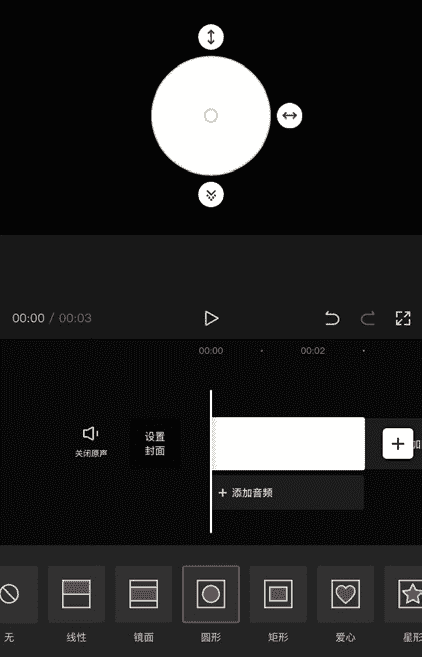 00:00 / 00:03
00:00
00:02
关闭原声
设置
封面
+ 添加音频
无
线性
镜面
圆形
矩形
爱心
星形